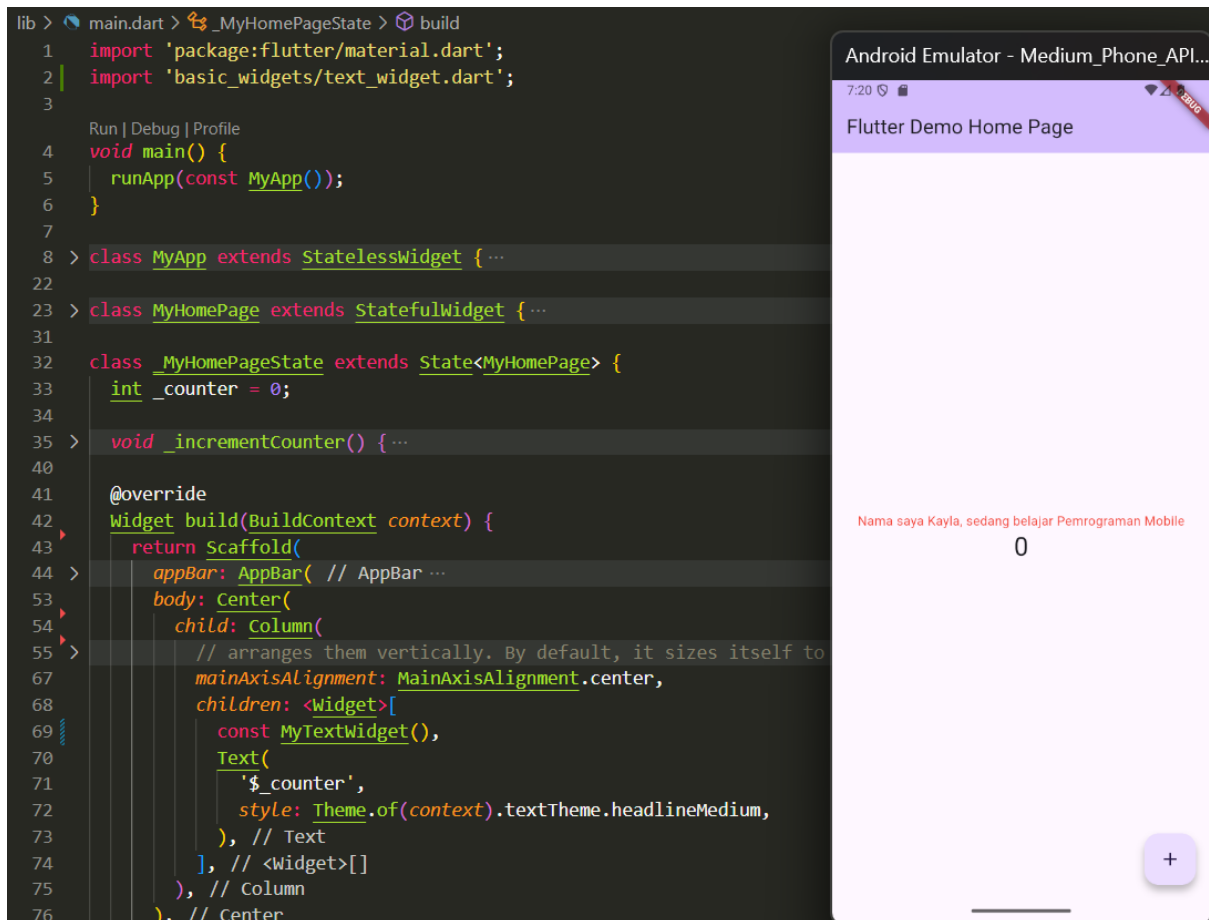 lib > main.dart > _MyHomePageState > build
1 import 'package:flutter/material.dart';
2 import 'basic_widgets/text_widget.dart';
3
Run | Debug | Profile
4 void main() {
5 runApp(const MyApp());
6 }
7
8 > class MyApp extends StatelessWidget { ···
22
23 > class MyHomePage extends StatefulWidget { ···
31
32 class _MyHomePageState extends State<MyHomePage> {
33 int _counter = 0;
34
35 > void _incrementCounter() { ···
40
41 @override
42 Widget build(BuildContext context) {
43 return Scaffold(
44 > appBar: AppBar( // AppBar ···
53 body: Center(
54 child: Column(
55 > // arranges them vertically. By default, it sizes itself to
67 mainAxisAlignment: MainAxisAlignment.center,
68 children: <Widget>[
69 const MyTextWidget(),
70 Text(
71 '$_counter',
72 style: Theme.of(context).textTheme.headlineMedium,
73 ), // Text
74 ], // <Widget>[]
75 ), // Column
76 ), // Center
Android Emulator - Medium_Phone_API...
7:20
DEBUG
Flutter Demo Home Page
Nama saya Kayla, sedang belajar Pemrograman Mobile
0
+